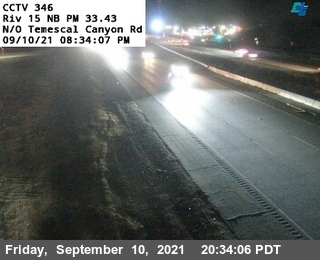 CCTV 346
Riv 15 NB PM 33.43
N/O Temescal Canyon Rd
09/10/21 08:34:07 PM
Friday, September 10, 2021 20:34:06 PDT